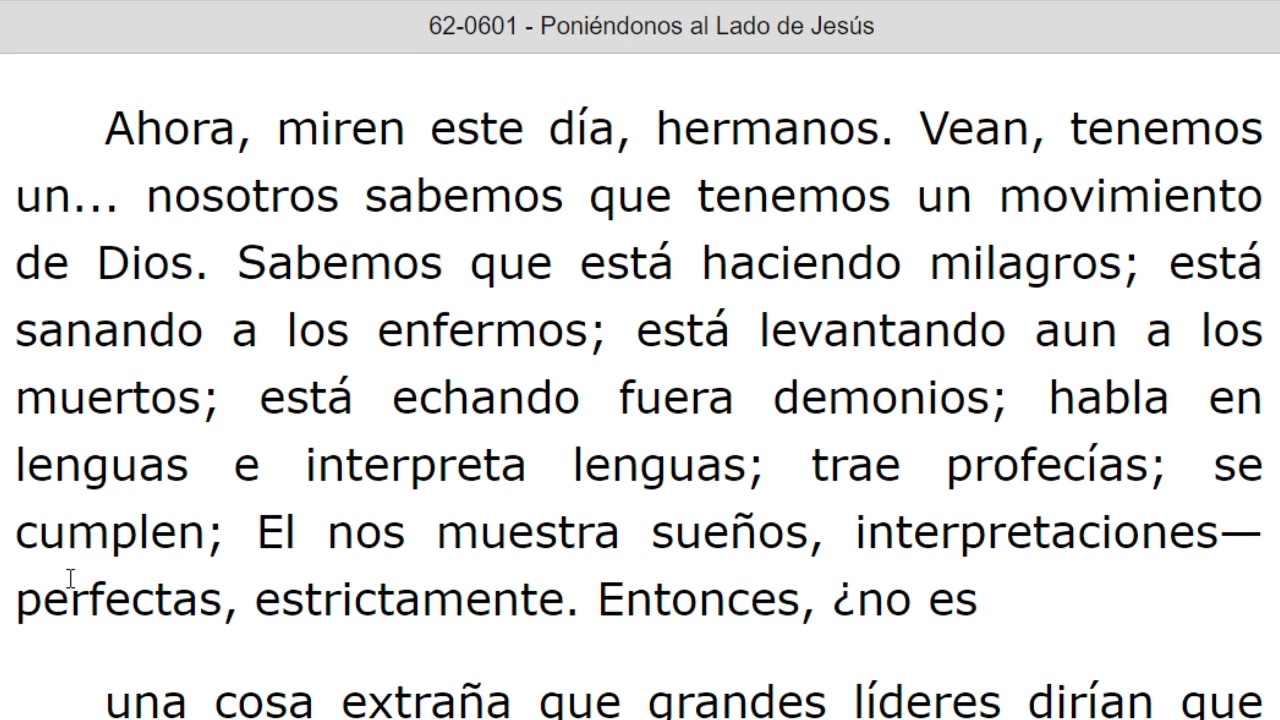 62-0601 - Poniéndonos al Lado de Jesús
Ahora, miren este día, hermanos. Vean, tenemos
un... nosotros sabemos que tenemos un movimiento
de Dios. Sabemos que está haciendo milagros; está
sanando a los enfermos; está levantando aun a los
muertos; está echando fuera demonios; habla en
lenguas e interpreta lenguas; trae profecías; se
cumplen; El nos muestra sueños, interpretaciones—
perfectas, estrictamente. Entonces, ¿no es
una cosa extraña que grandes líderes dirían que